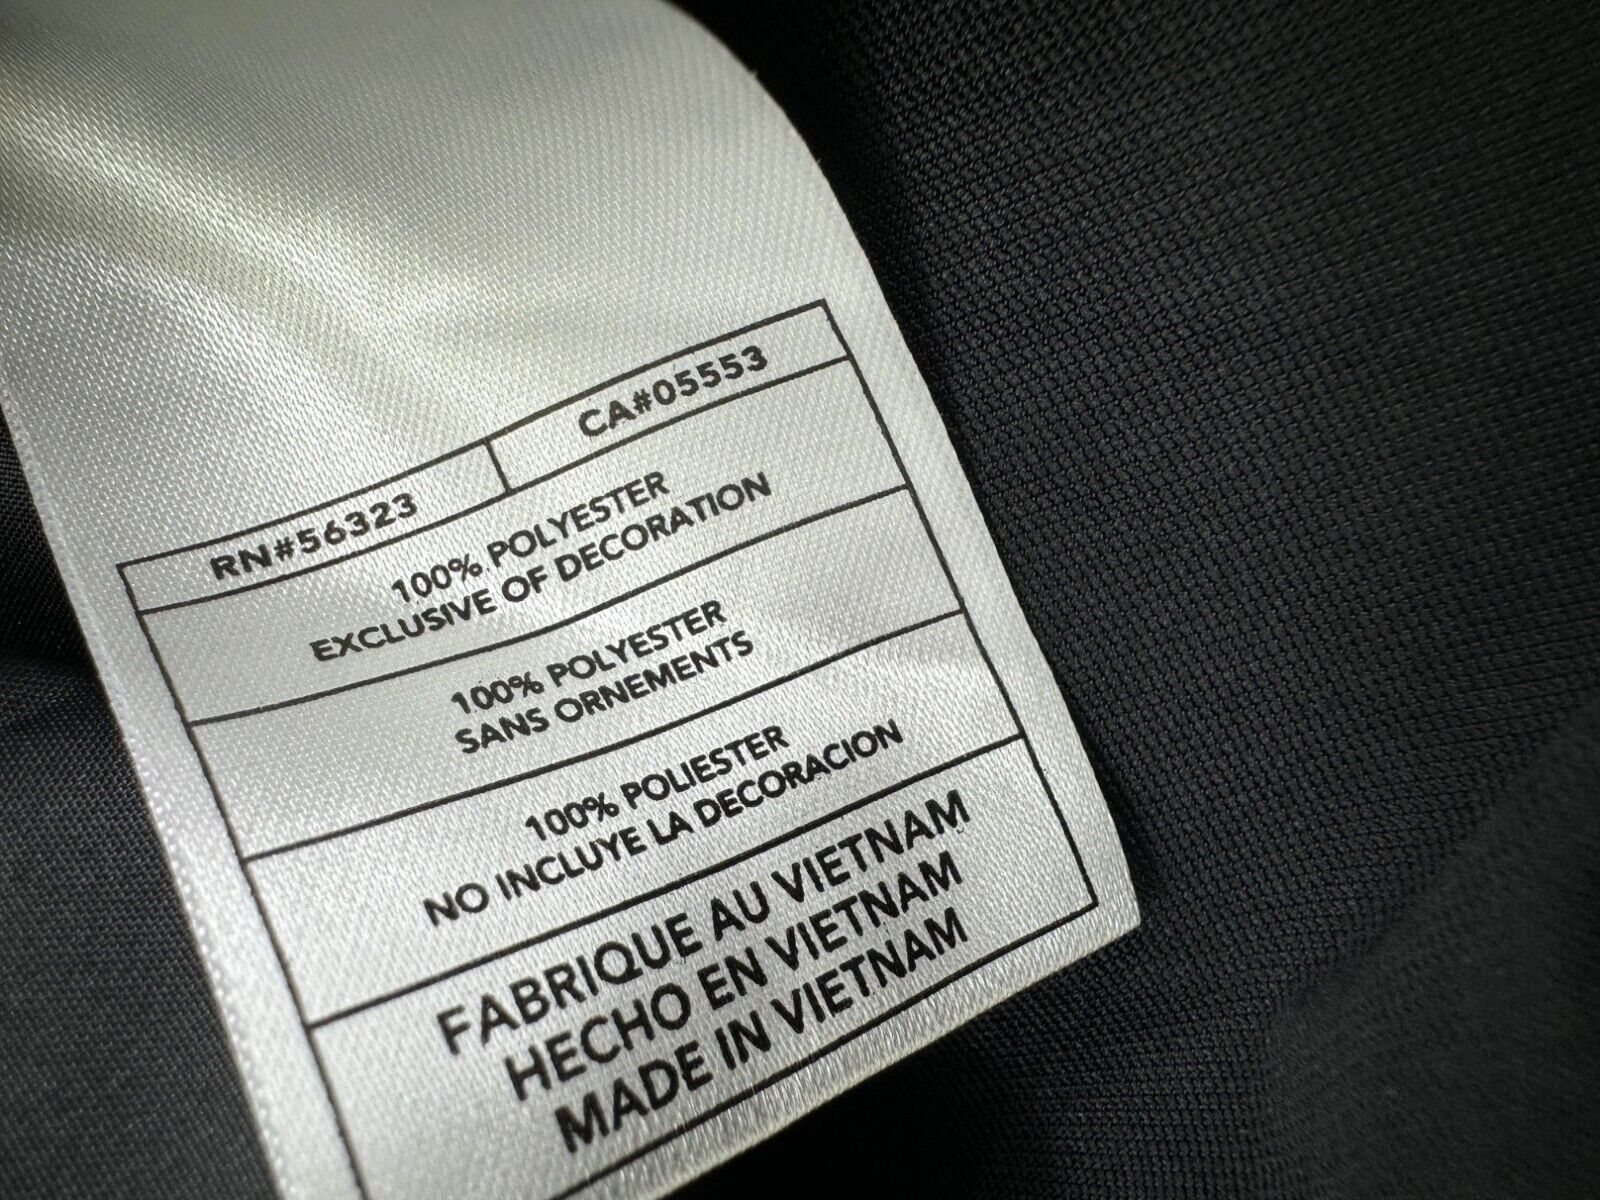 RN#56323 CA#05553
100% POLYESTER
EXCLUSIVE OF DECORATION
100% POLYESTER
SANS ORNEMENTS
100% POLIESTER
NO INCLUYE LA DECORACION
FABRIQUE AU VIETNAM
HECHO EN VIETNAM
MADE IN VIETNAM